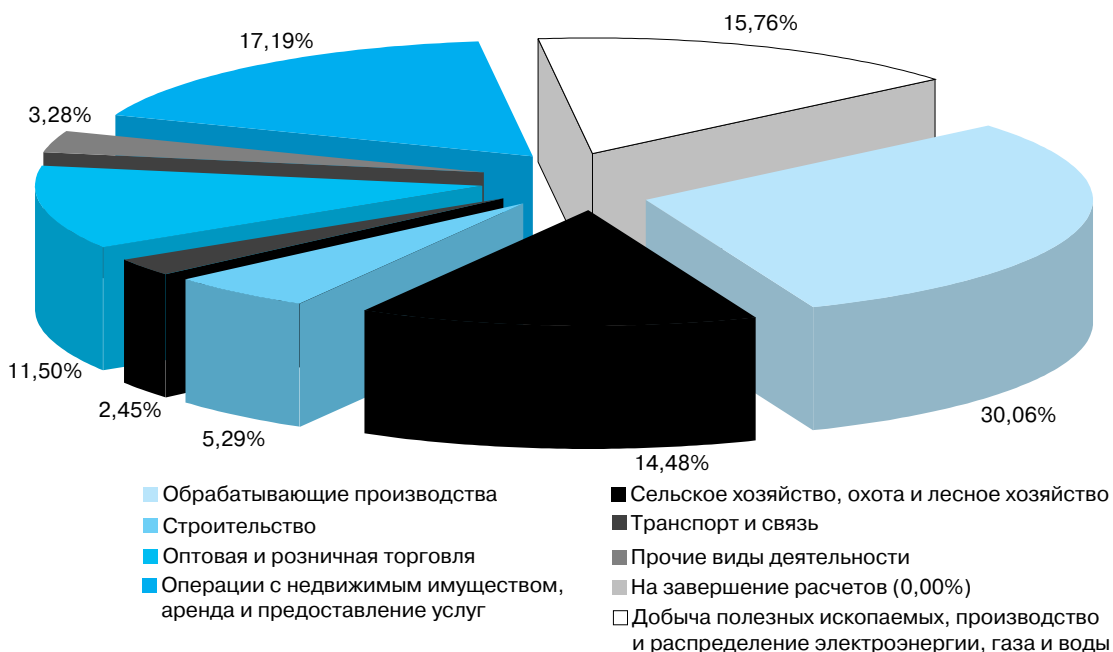 15,76%
17,19%
3,28%
11,50%
2,45%
5,29%
14,48%
30,06%
Обрабатывающие производства
Строительство
Оптовая и розничная торговля
Операции с недвижимым имуществом,
аренда и предоставление услуг
Сельское хозяйство, охота и лесное хозяйство
Транспорт и связь
Прочие виды деятельности
На завершение расчетов (0,00%)
Добыча полезных ископаемых, производство
и распределение электроэнергии, газа и воды